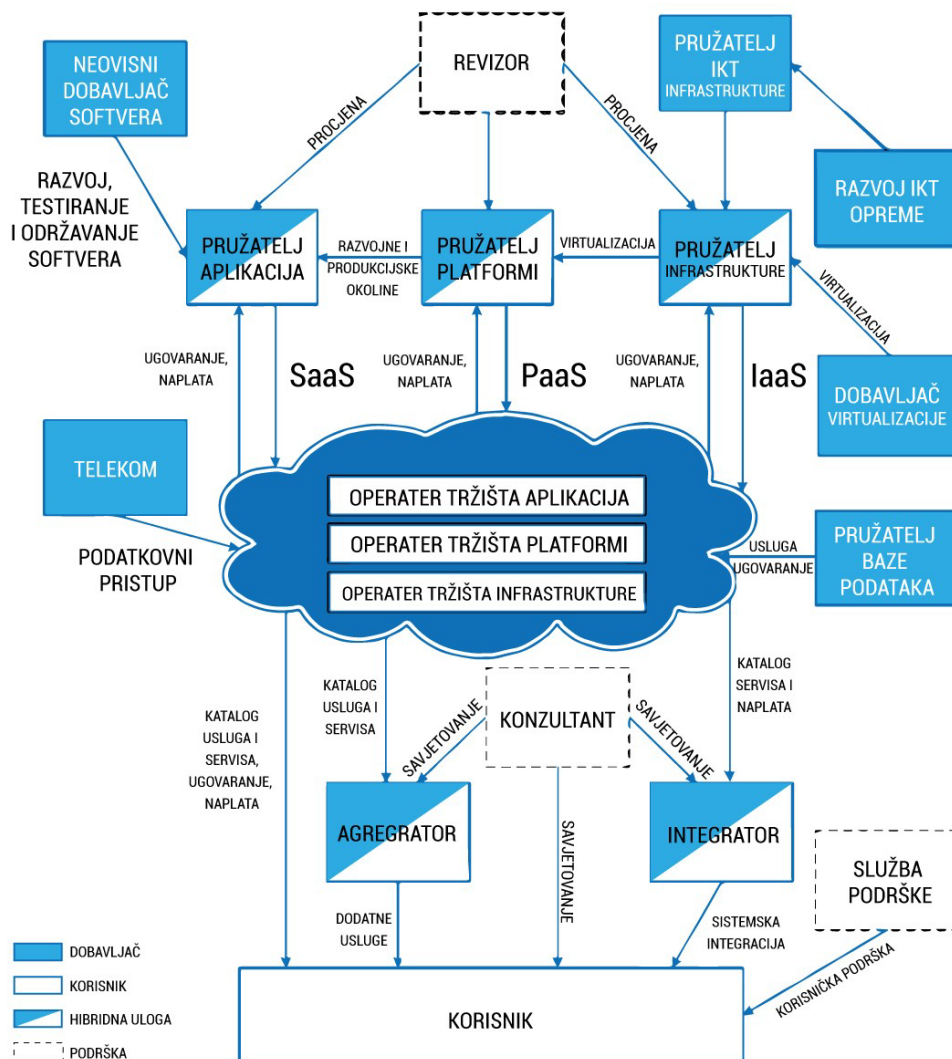 NEOVISNI
DOBAVLJAČ
SOFTVERA
REVIZOR
PRUŽATELJ
IKT
INFRASTRUKTURE
PROCJENA
PROCJENA
RAZVOJ IKT
OPREME
RAZVOJ,
TESTIRANJE
I ODRŽAVANJE
SOFTVERA
PRUŽATELJ
APLIKACIJA
RAZVOJNE I
PRODUKCIJSKE
OKOLINE
PRUŽATELJ
PLATFORMI
VIRTUALIZACIJA
PRUŽATELJ
INFRASTRUKTURE
VIRTUALIZACIJA
UGOVARANJE,
NAPLATA
SaaS
UGOVARANJE,
NAPLATA
PaaS
UGOVARANJE,
NAPLATA
IaaS
DOBAVLJAČ
VIRTUALIZACIJE
TELEKOM
PODATKOVNI
PRISTUP
OPERATER TRŽIŠTA APLIKACIJA
OPERATER TRŽIŠTA PLATFORMI
OPERATER TRŽIŠTA INFRASTRUKTURE
USLUGA
UGOVARANJE
PRUŽATELJ
BAZE
PODATAKA
KATALOG
USLUGA I
SERVISA,
UGOVARANJE,
NAPLATA
KATALOG
USLUGA I
SERVISA
SAVJETOVANJE
KONZULTANT
SAVJETOVANJE
KATALOG
SERVISA I
NAPLATA
AGREGRATOR
SAVJETOVANJE
INTEGRATOR
SLUŽBA
PODRŠKE
DODATNE
USLUGE
SISTEMSKA
INTEGRACIJA
KORISNIČKA PODRŠKA
KORISNIK
DOBAVLJAČ
KORISNIK
HIBRIDNA ULOGA
PODRŠKA